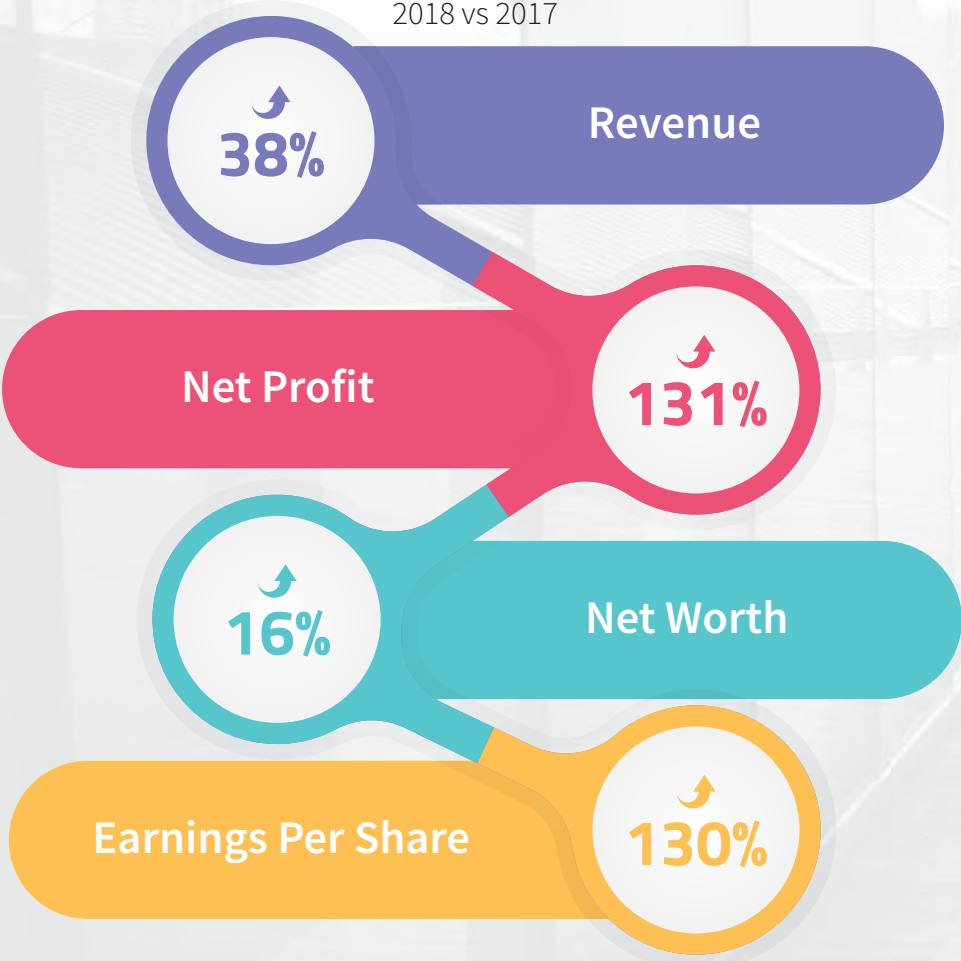 2018 vs 2017
38%
Revenue
Net Profit
131%
16%
Net Worth
Earnings Per Share
130%